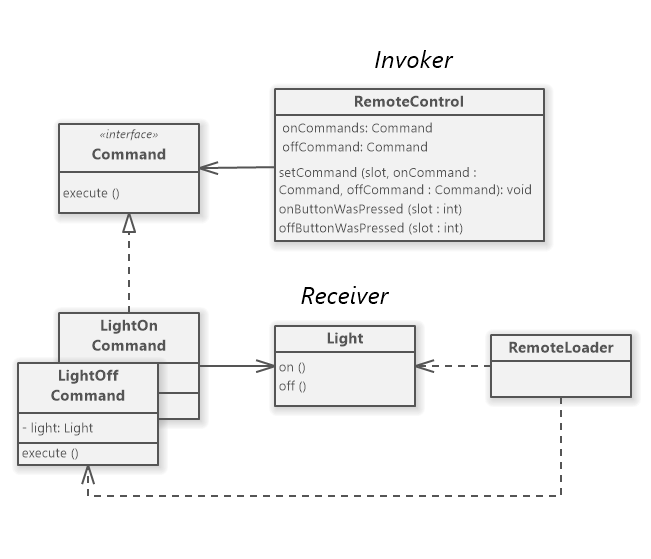 Invoker
RemoteControl
onCommands: Command
offCommand: Command
setCommand (slot, onCommand :
Command, offCommand : Command): void
onButtonWasPressed (slot : int)
offButtonWasPressed (slot : int)
«interface»
Command
execute ()
Receiver
LightOn
Command
LightOff
Command
- light: Light
execute ()
Light
on ()
off ()
RemoteLoader